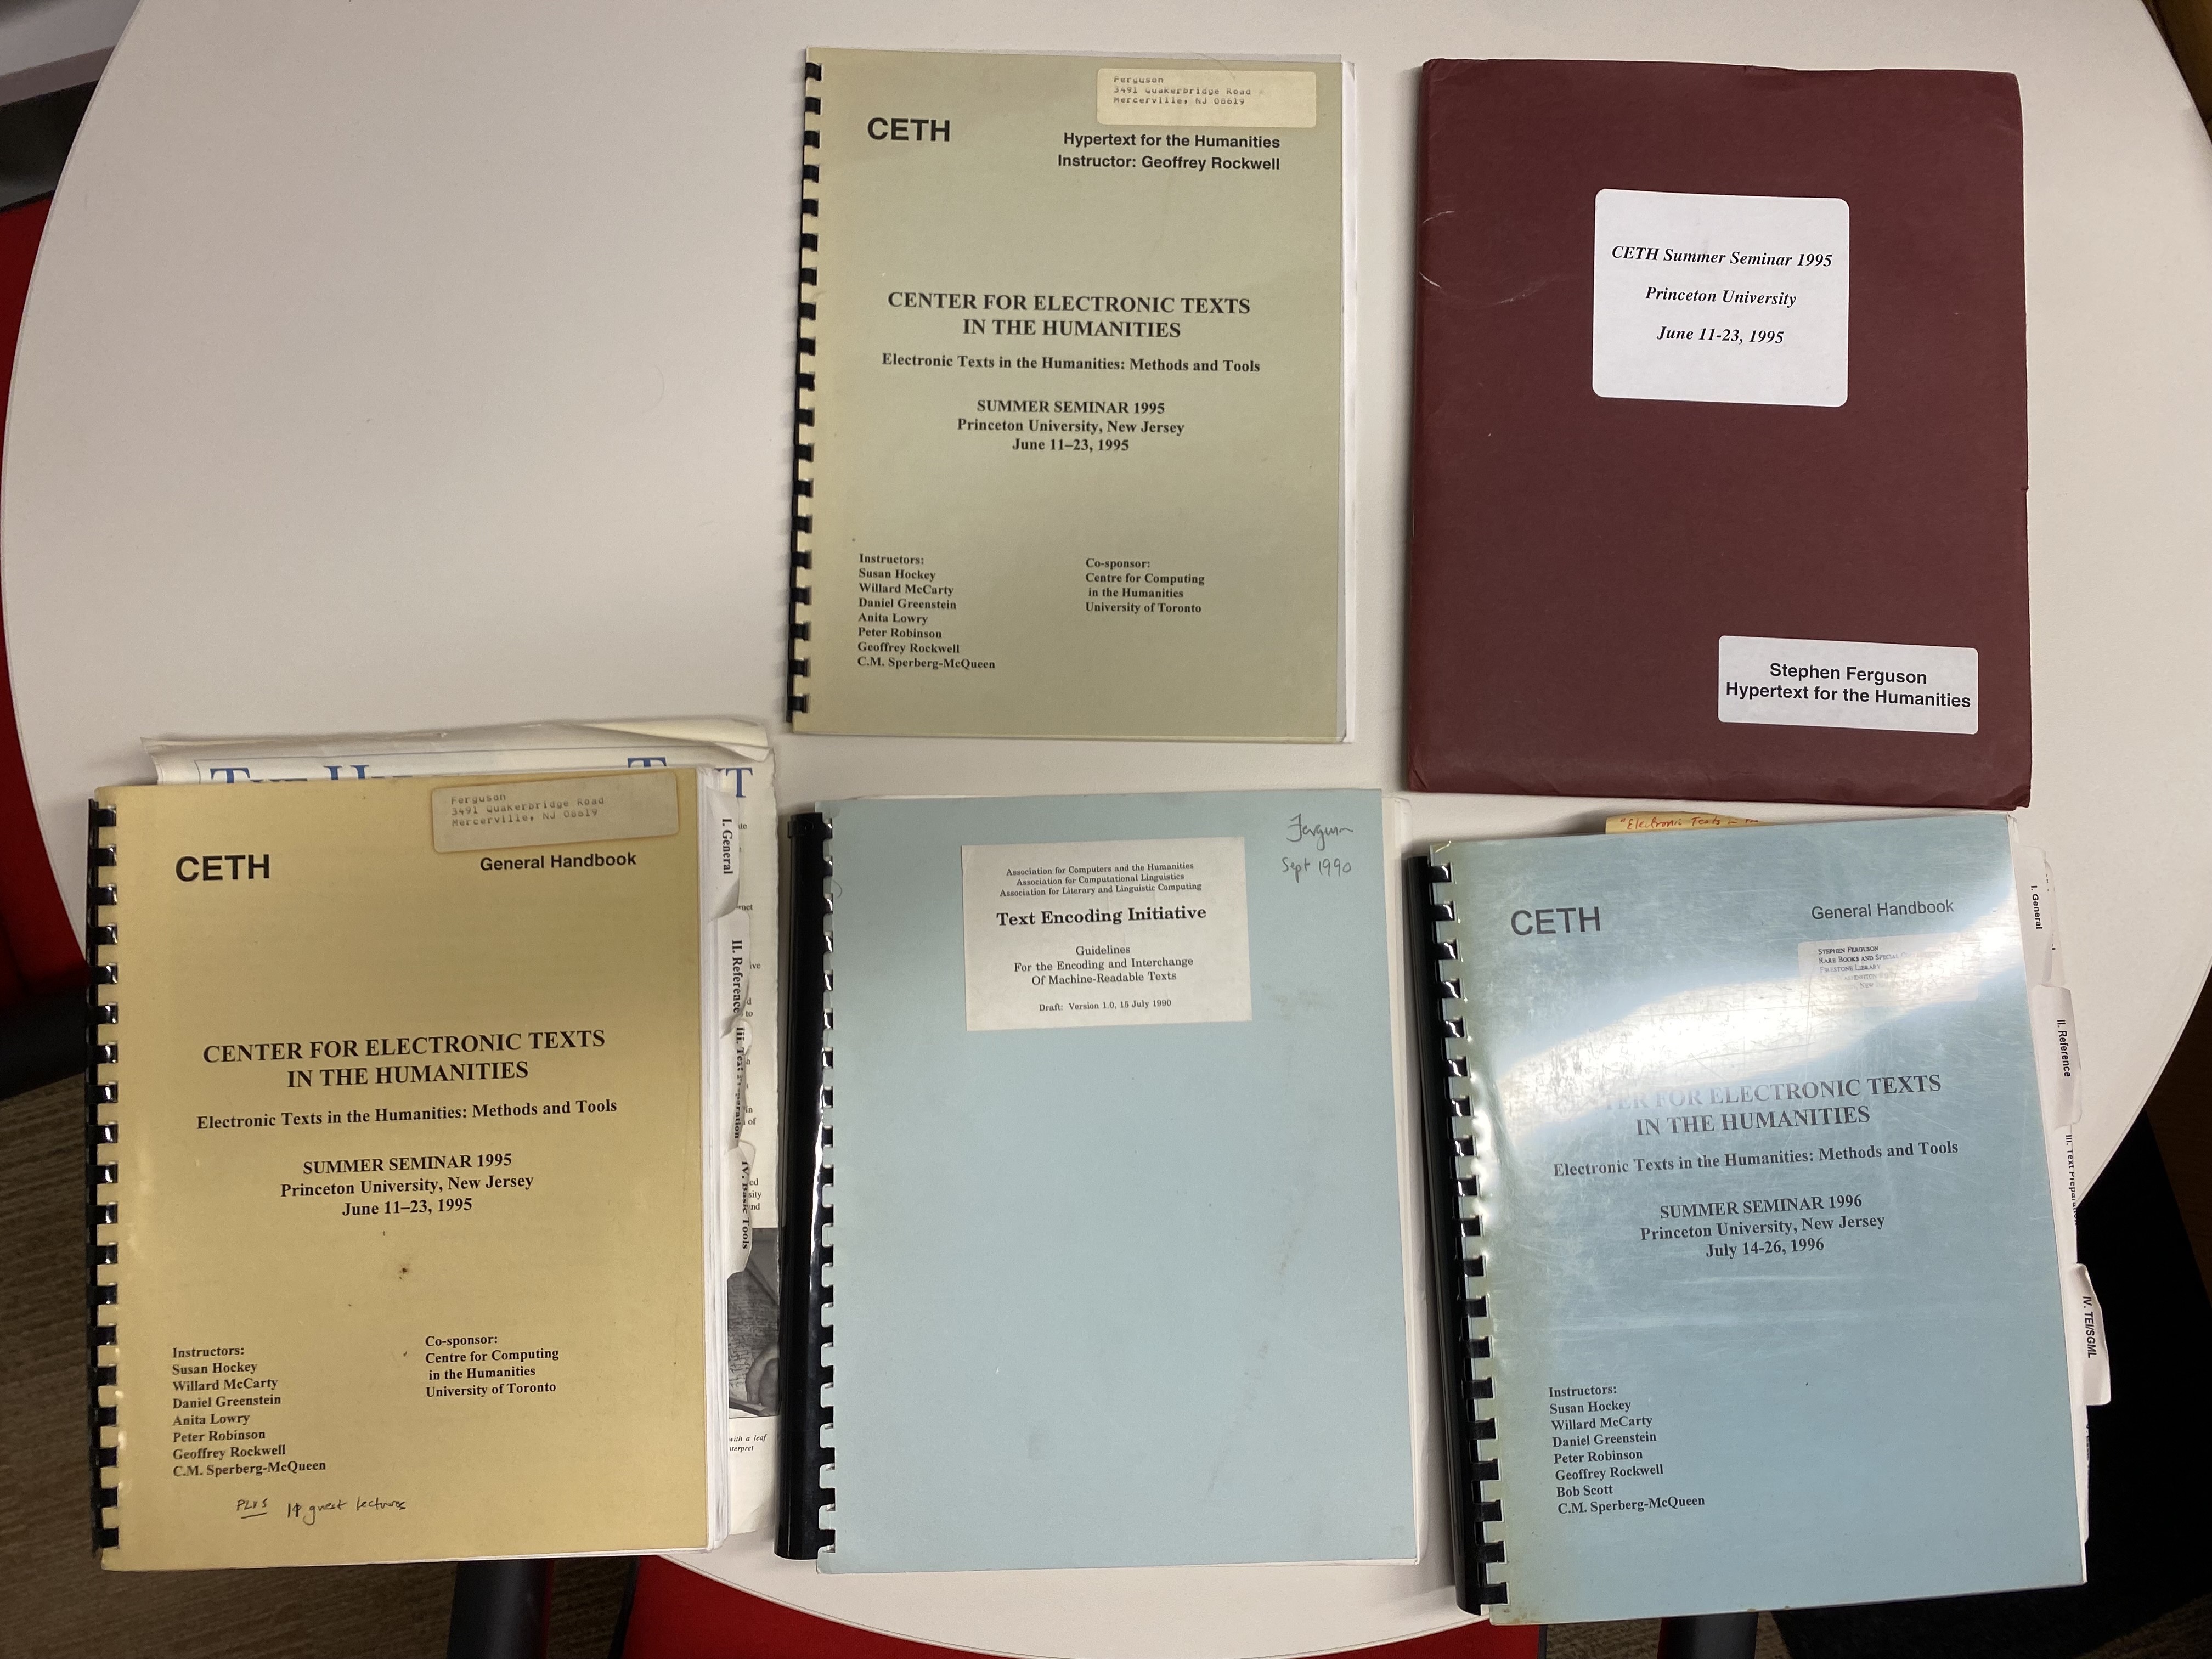 Ferguson
3491 Quakerbridge Road
Mercerville, NJ 08619
CETH
Hypertext for the Humanities
Instructor: Geoffrey Rockwell
CENTER FOR ELECTRONIC TEXTS
IN THE HUMANITIES
Electronic Texts in the Humanities: Methods and Tools
SUMMER SEMINAR 1995
Princeton University, New Jersey
June 11–23, 1995
Instructors:
Susan Hockey
Willard McCarty
Daniel Greenstein
Anita Lowry
Peter Robinson
Geoffrey Rockwell
C.M. Sperberg-McQueen
Co-sponsor:
Centre for Computing
in the Humanities
University of Toronto
CETH Summer Seminar 1995
Princeton University
June 11-23, 1995
Stephen Ferguson
Hypertext for the Humanities
Ferguson
3491 Quakerbridge Road
Mercerville, NJ 08619
CETH
General Handbook
CENTER FOR ELECTRONIC TEXTS
IN THE HUMANITIES
Electronic Texts in the Humanities: Methods and Tools
SUMMER SEMINAR 1995
Princeton University, New Jersey
June 11–23, 1995
Instructors:
Susan Hockey
Willard McCarty
Daniel Greenstein
Anita Lowry
Peter Robinson
Geoffrey Rockwell
C.M. Sperberg-McQueen
Co-sponsor:
Centre for Computing
in the Humanities
University of Toronto
PLUS guest lectures
I. General
II. Reference
III. Text Preparation
IV. Basic Tools
with a leaf
Ferguson
Sept 1990
Association for Computers and the Humanities
Association for Computational Linguistics
Association for Literary and Linguistic Computing
Text Encoding Initiative
Guidelines
For the Encoding and Interchange
Of Machine-Readable Texts
Draft: Version 1.0, 15 July 1990
"Electronic Texts in
CETH
General Handbook
STEPHEN FERGUSON
RARE BOOKS AND SPECIAL
FIRESTONE LIBRARY
FOR ELECTRONIC TEXTS
IN THE HUMANITIES
Electronic Texts in the Humanities: Methods and Tools
SUMMER SEMINAR 1996
Princeton University, New Jersey
July 14-26, 1996
Instructors:
Susan Hockey
Willard McCarty
Daniel Greenstein
Peter Robinson
Geoffrey Rockwell
Bob Scott
C.M. Sperberg-McQueen
I. General
II. Reference
III. Text Preparation
IV. TEI/SGML